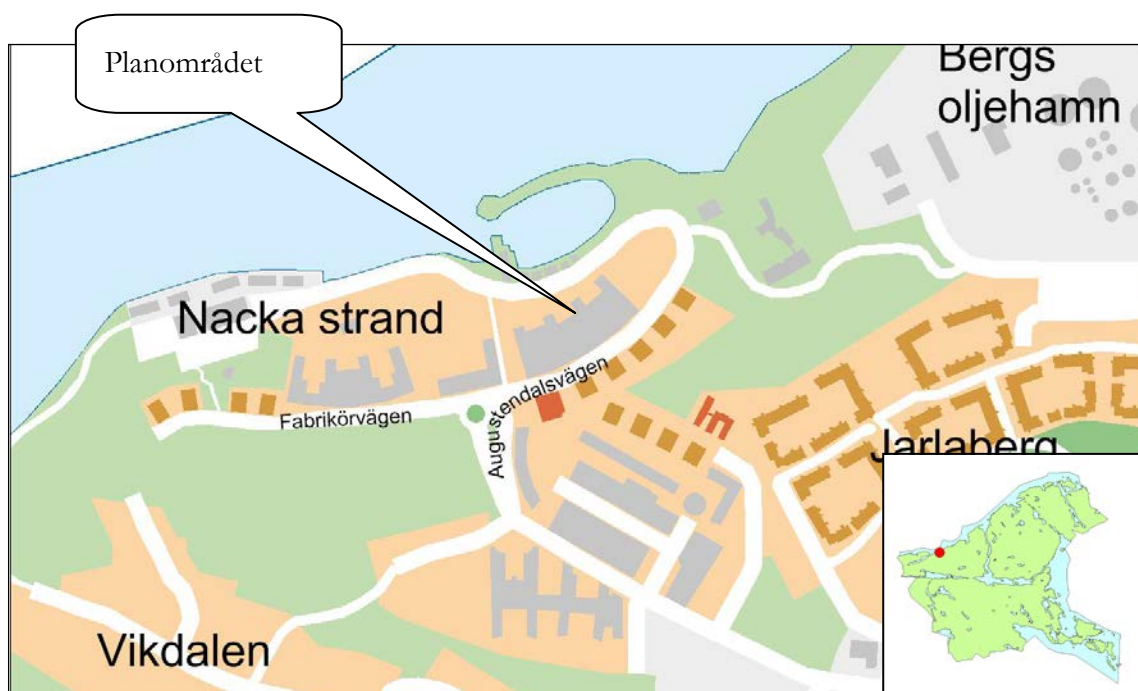 Planområdet
Bergs
oljehamn
Nacka strand
Fabrikörvägen
Augustendalsvägen
Jarlaberg
Vikdalen